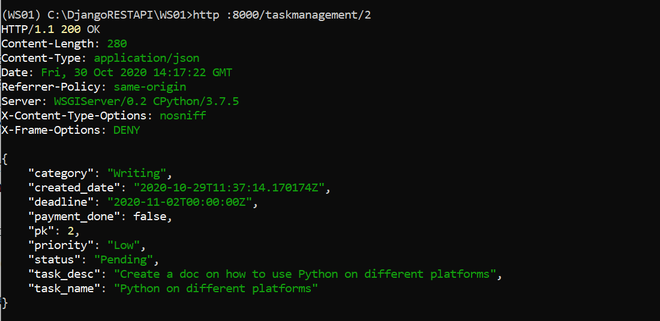 (WS01) C:\DjangoRESTAPI\WS01>http :8000/taskmanagement/2
HTTP/1.1 200 OK
Content-Length: 280
Content-Type: application/json
Date: Fri, 30 Oct 2020 14:17:22 GMT
Referrer-Policy: same-origin
Server: WSGIServer/0.2 CPython/3.7.5
X-Content-Type-Options: nosniff
X-Frame-Options: DENY
{
"category": "Writing",
"created_date": "2020-10-29T11:37:14.170174Z",
"deadline": "2020-11-02T00:00:00Z",
"payment_done": false,
"pk": 2,
"priority": "Low",
"status": "Pending",
"task_desc": "Create a doc on how to use Python on different platforms",
"task_name": "Python on different platforms"
}